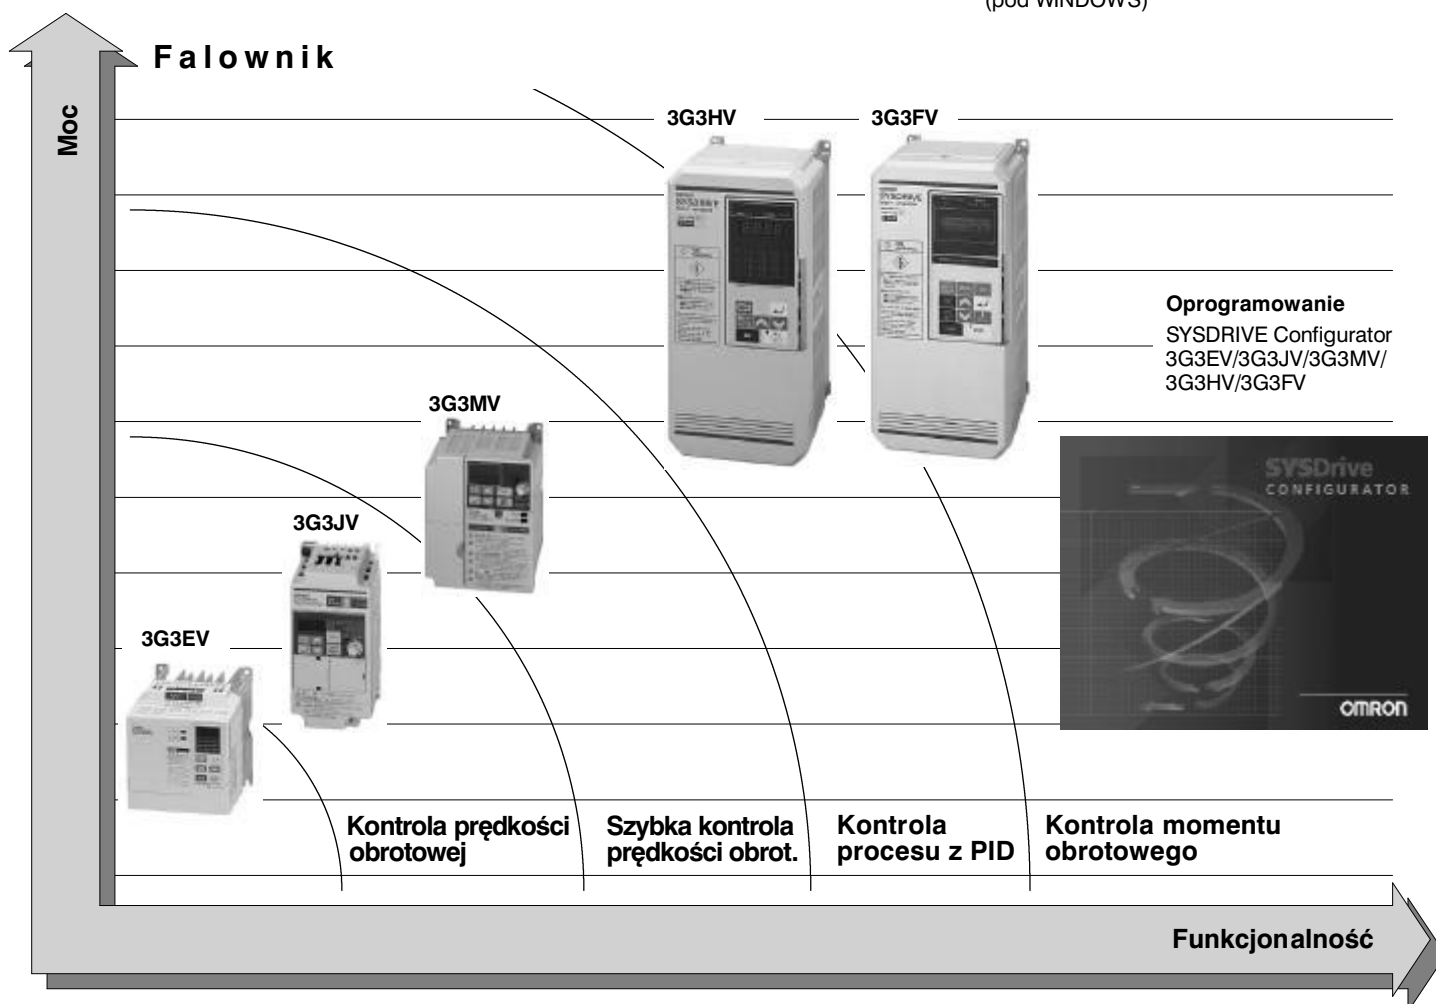 (pod WINDOWS)
Falownik
Moc
3G3HV
3G3FV
Oprogramowanie
SYSDRIVE Configurator
3G3EV/3G3JV/3G3MV/
3G3HV/3G3FV
3G3MV
SYSDrive
CONFIGURATOR
3G3JV
3G3EV
OMRON
Kontrola prędkości
obrotowej
Szybka kontrola
prędkości obrot.
Kontrola
procesu z PID
Kontrola momentu
obrotowego
Funkcjonalność